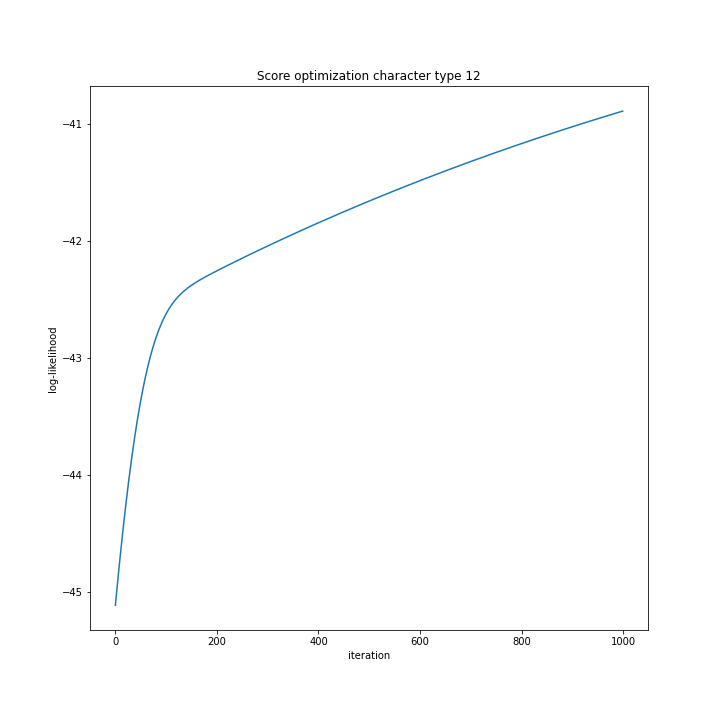 Score optimization character type 12
−41
−42
−43
−44
−45
log-likelihood
0 200 400 600 800 1000
iteration